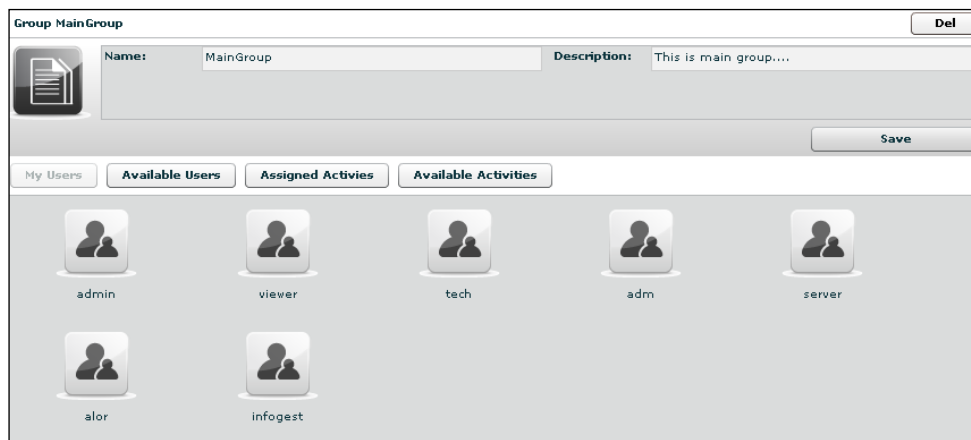 Group MainGroup Del
Name: MainGroup Description: This is main group....
Save
My Users Available Users Assigned Activies Available Activities
admin viewer tech adm server
alor infogest